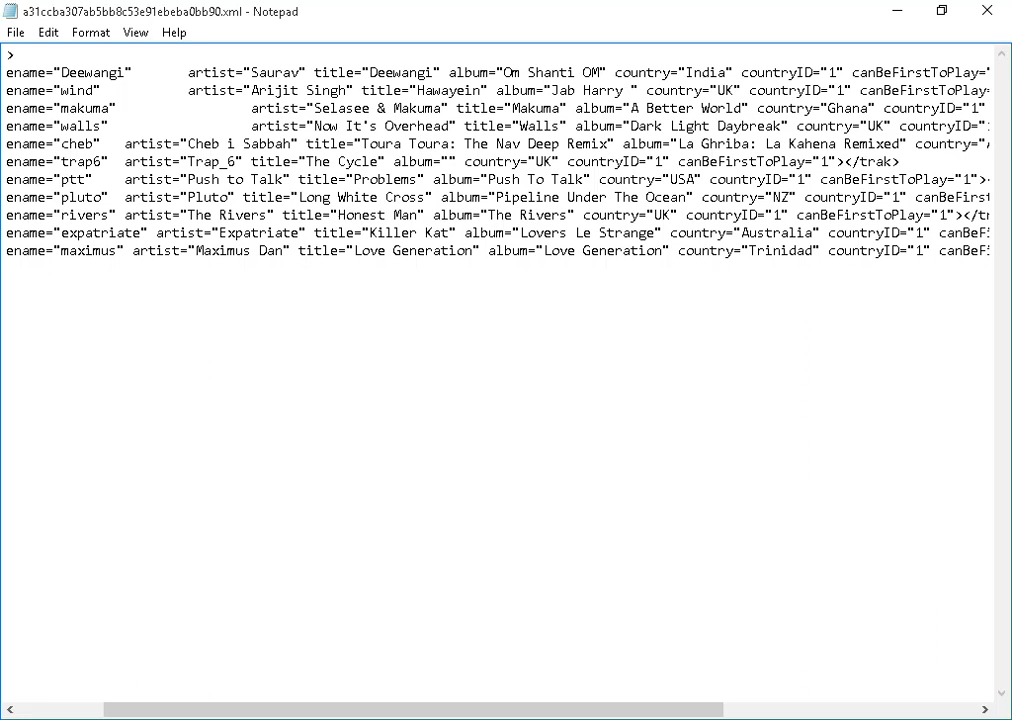 a31ccba307ab5bb8c53e91ebeba0bb90.xml - Notepad
File Edit Format View Help
>
ename="Deewangi" artist="Saurav" title="Deewangi" album="Om Shanti OM" country="India" countryID="1" canBeFirstToPlay="
ename="wind" artist="Arijit Singh" title="Hawayein" album="Jab Harry " country="UK" countryID="1" canBeFirstToPlay=
ename="makuma" artist="Selasee & Makuma" title="Makuma" album="A Better World" country="Ghana" countryID="1"
ename="walls" artist="Now It's Overhead" title="Walls" album="Dark Light Daybreak" country="UK" countryID="
ename="cheb" artist="Cheb i Sabbah" title="Toura Toura: The Nav Deep Remix" album="La Ghriba: La Kahena Remixed" country="
ename="trap6" artist="Trap_6" title="The Cycle" album="" country="UK" countryID="1" canBeFirstToPlay="1"></trak>
ename="ptt" artist="Push to Talk" title="Problems" album="Push To Talk" country="USA" countryID="1" canBeFirstToPlay="1">
ename="pluto" artist="Pluto" title="Long White Cross" album="Pipeline Under The Ocean" country="NZ" countryID="1" canBeFirst
ename="rivers" artist="The Rivers" title="Honest Man" album="The Rivers" country="UK" countryID="1" canBeFirstToPlay="1"></tr
ename="expatriate" artist="Expatriate" title="Killer Kat" album="Lovers Le Strange" country="Australia" countryID="1" canBeF
ename="maximus" artist="Maximus Dan" title="Love Generation" album="Love Generation" country="Trinidad" countryID="1" canBeF